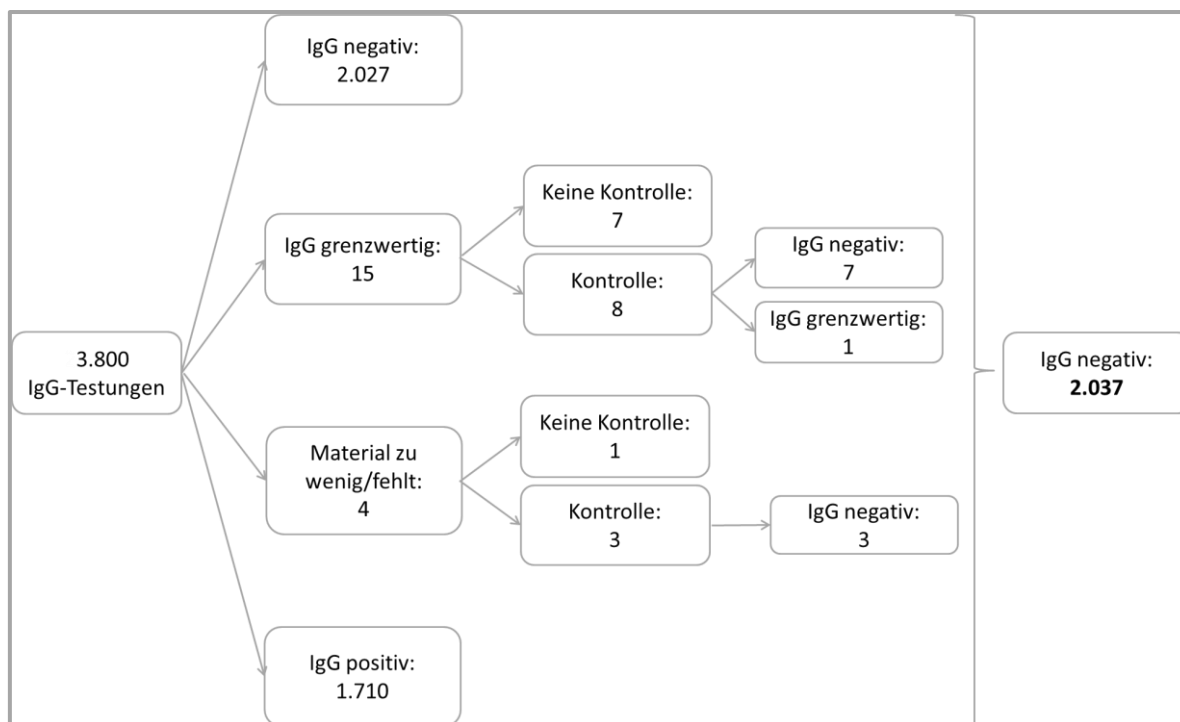 3.800
IgG-Testungen
IgG negativ:
2.027
IgG grenzwertig:
15
Keine Kontrolle:
7
Kontrolle:
8
IgG negativ:
7
IgG grenzwertig:
1
Material zu
wenig/fehlt:
4
Keine Kontrolle:
1
Kontrolle:
3
IgG negativ:
3
IgG positiv:
1.710
IgG negativ:
2.037